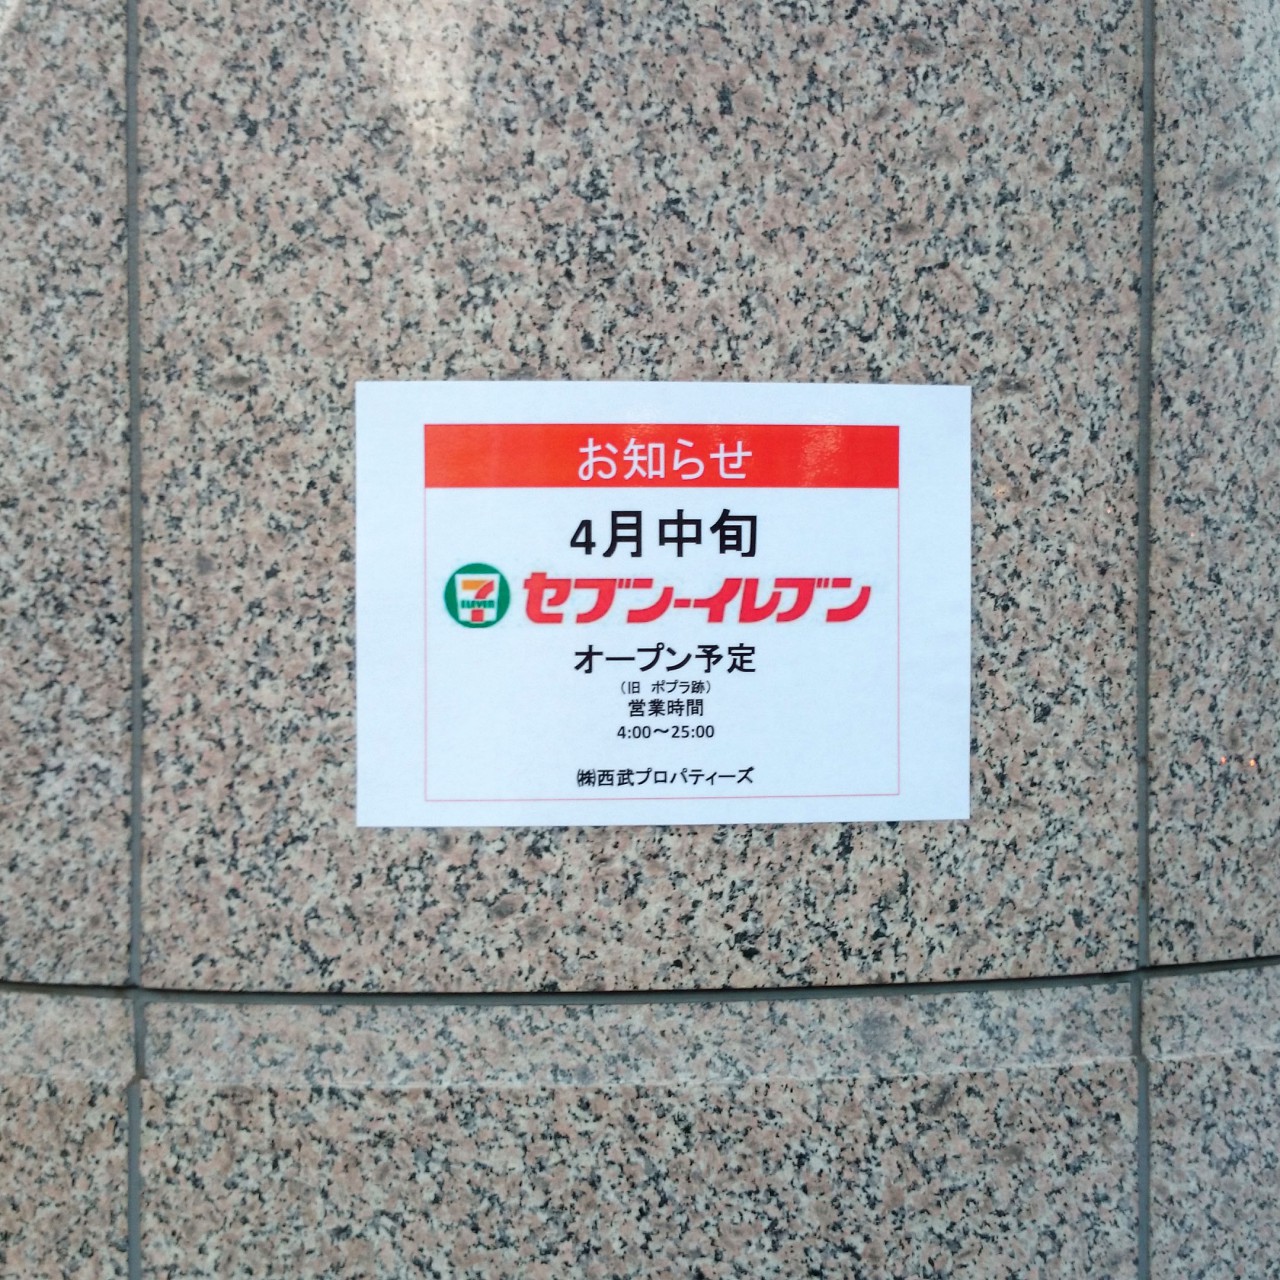 お知らせ
4月中旬
7 ELEVEn セブン-イレブン
オープン予定
（旧　ポプラ跡）
営業時間
4:00～25:00
㈱西武プロパティーズ